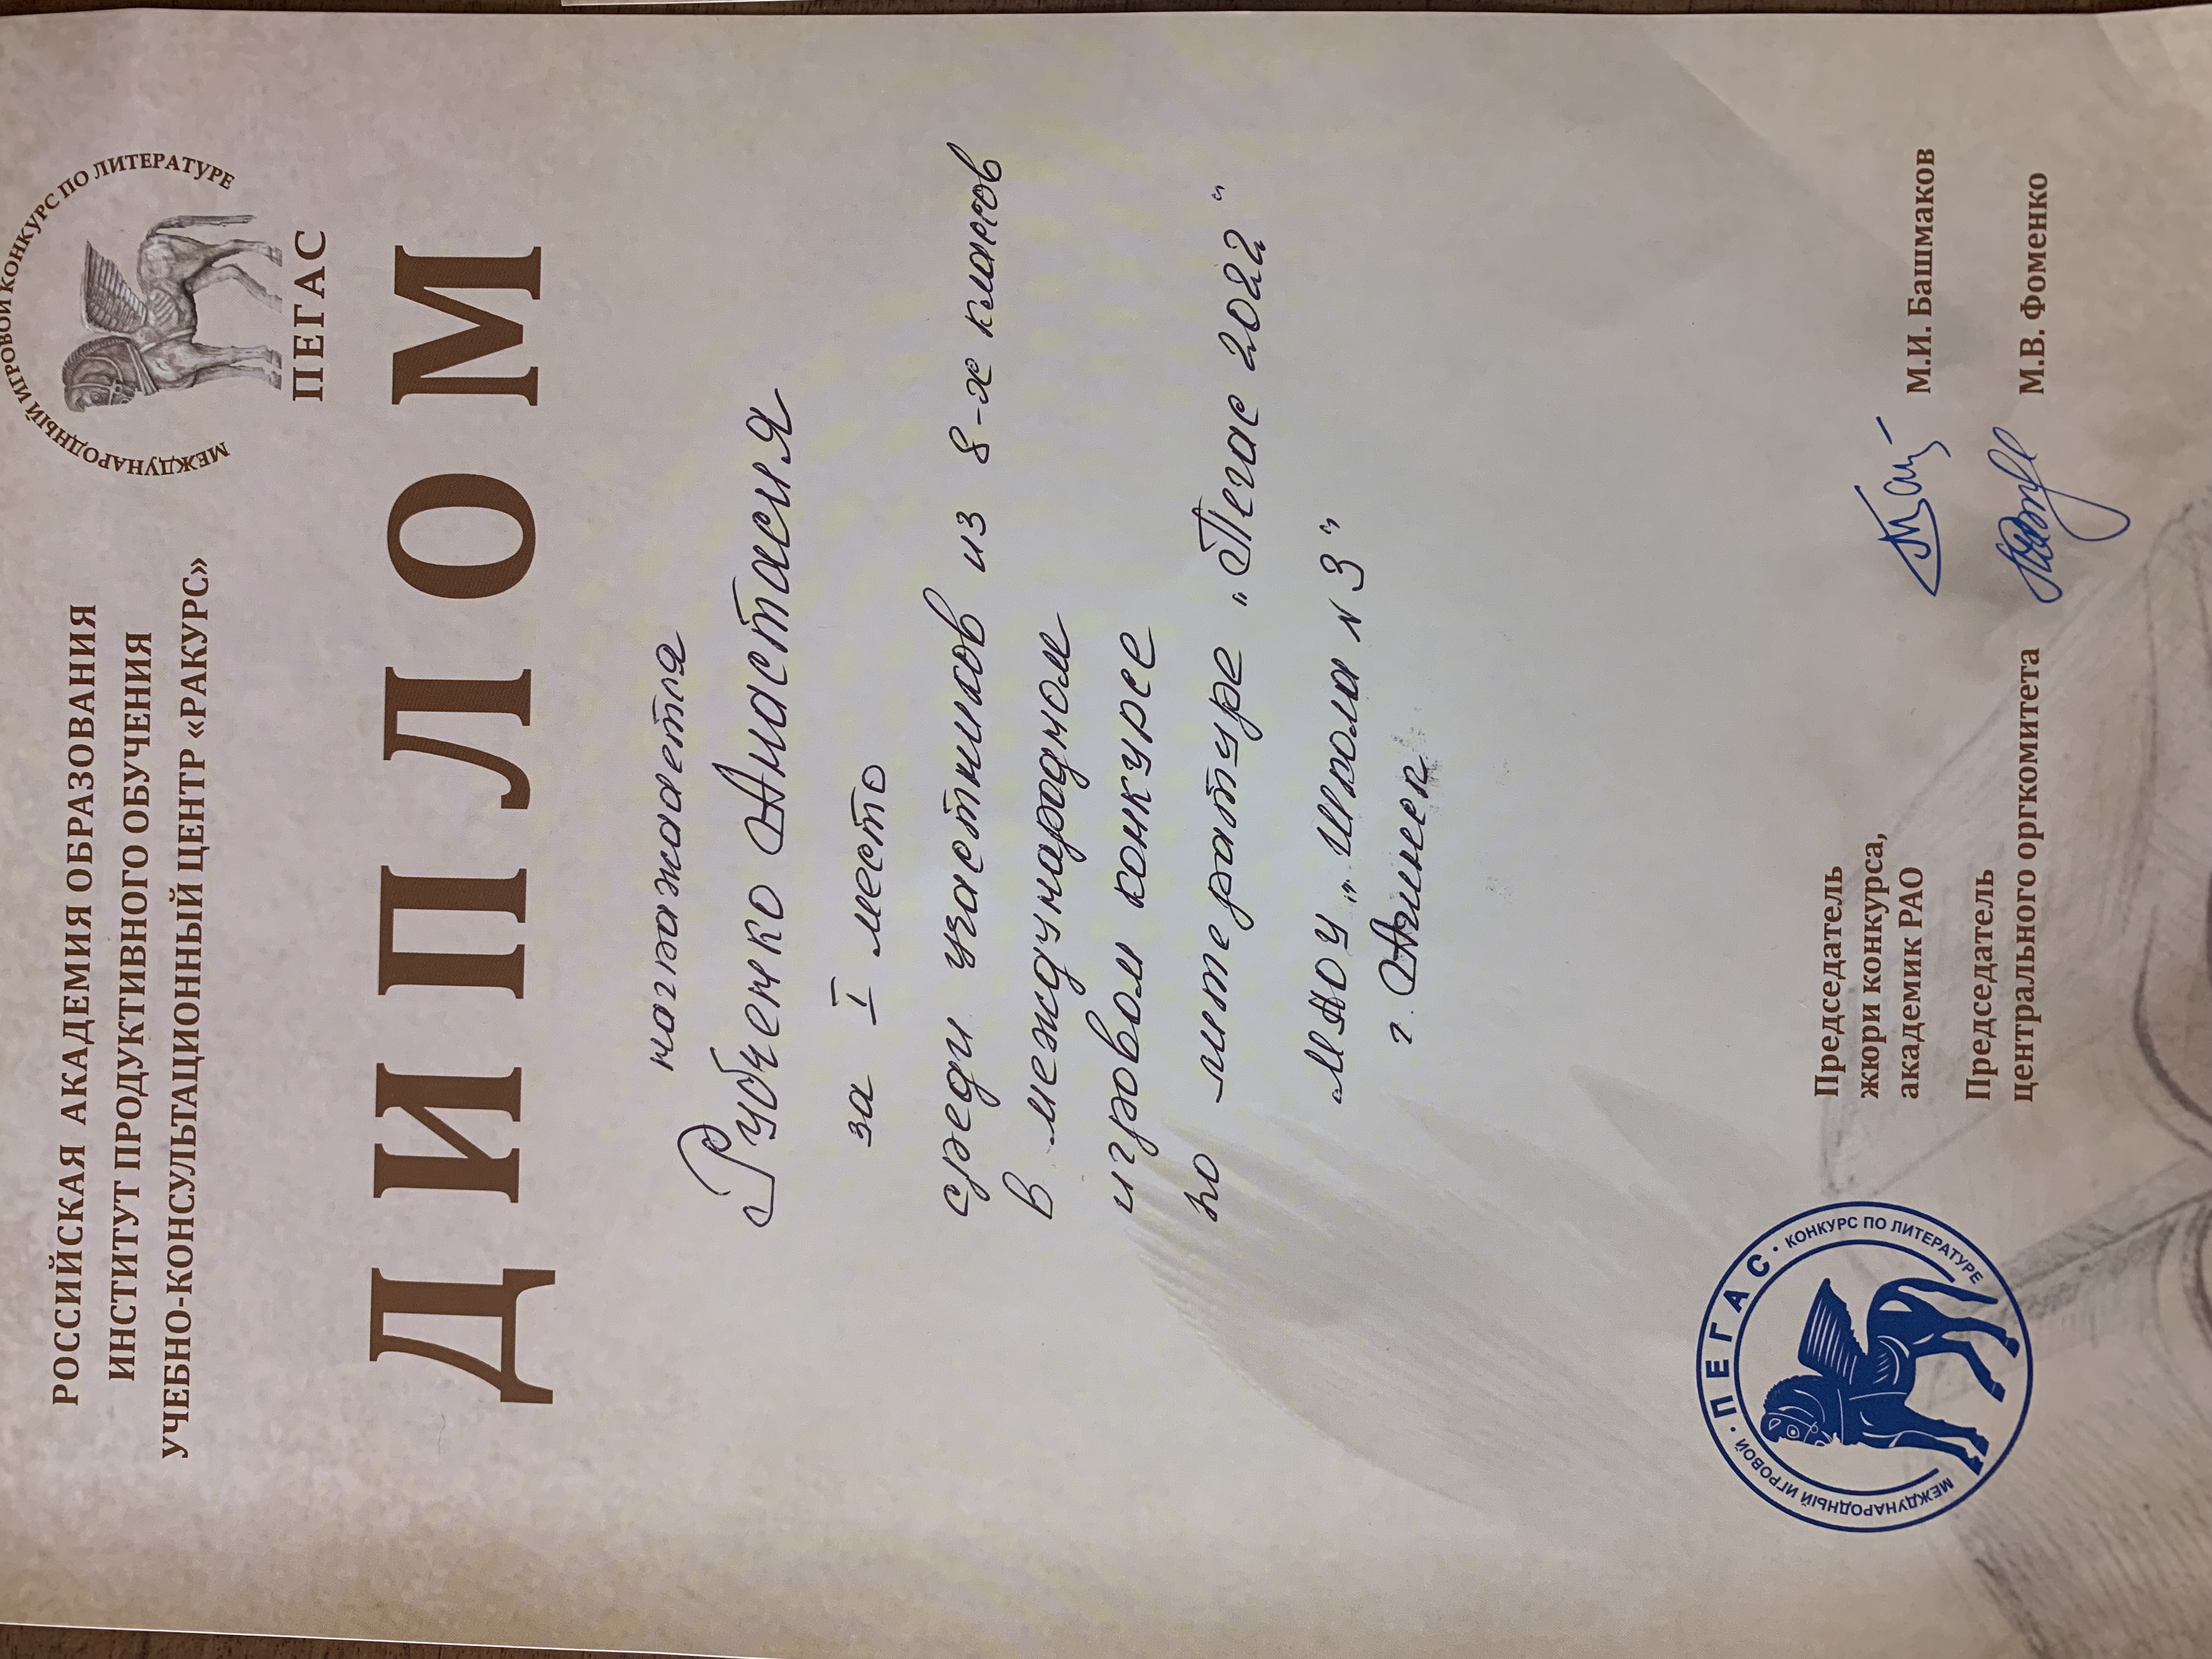 РОССИЙСКАЯ АКАДЕМИЯ ОБРАЗОВАНИЯ
ИНСТИТУТ ПРОДУКТИВНОГО ОБУЧЕНИЯ
УЧЕБНО-КОНСУЛЬТАЦИОННЫЙ ЦЕНТР «РАКУРС»
МЕЖДУНАРОДНЫЙ ИГРОВОЙ КОНКУРС ПО ЛИТЕРАТУРЕ
ПЕГАС
ДИПЛОМ
награждается
Рубченко Анастасия
за I место
среди участников из 8-х классов
в международном
игровом конкурсе
по литературе „Пегас 2022"
МАОУ „Школа N3"
г.
Председатель
жюри конкурса,
академик РАО
М.И. Башмаков
Председатель
центрального оргкомитета
М.В. Фоменко
МЕЖДУНАРОДНЫЙ ИГРОВОЙ • ПЕГАС • КОНКУРС ПО ЛИТЕРАТУРЕ